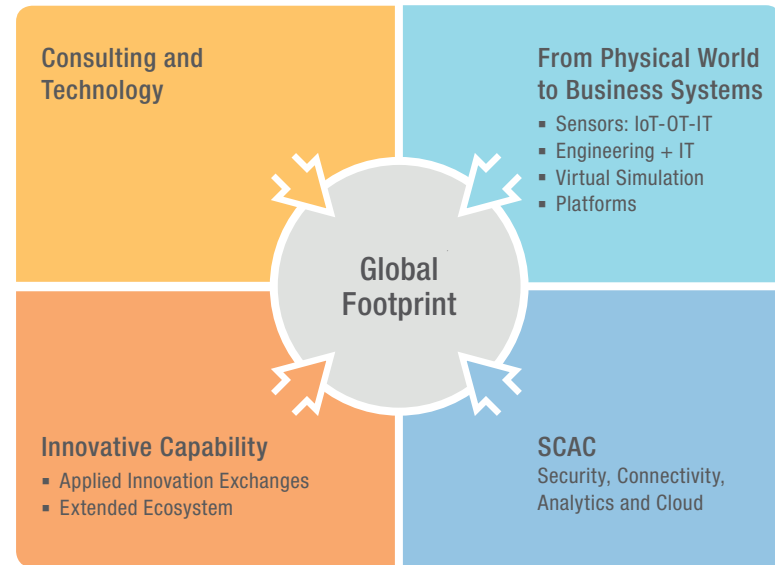 Consulting and
Technology
From Physical World
to Business Systems
▪ Sensors: IoT-OT-IT
▪ Engineering + IT
▪ Virtual Simulation
▪ Platforms
Global
Footprint
Innovative Capability
▪ Applied Innovation Exchanges
▪ Extended Ecosystem
SCAC
Security, Connectivity,
Analytics and Cloud